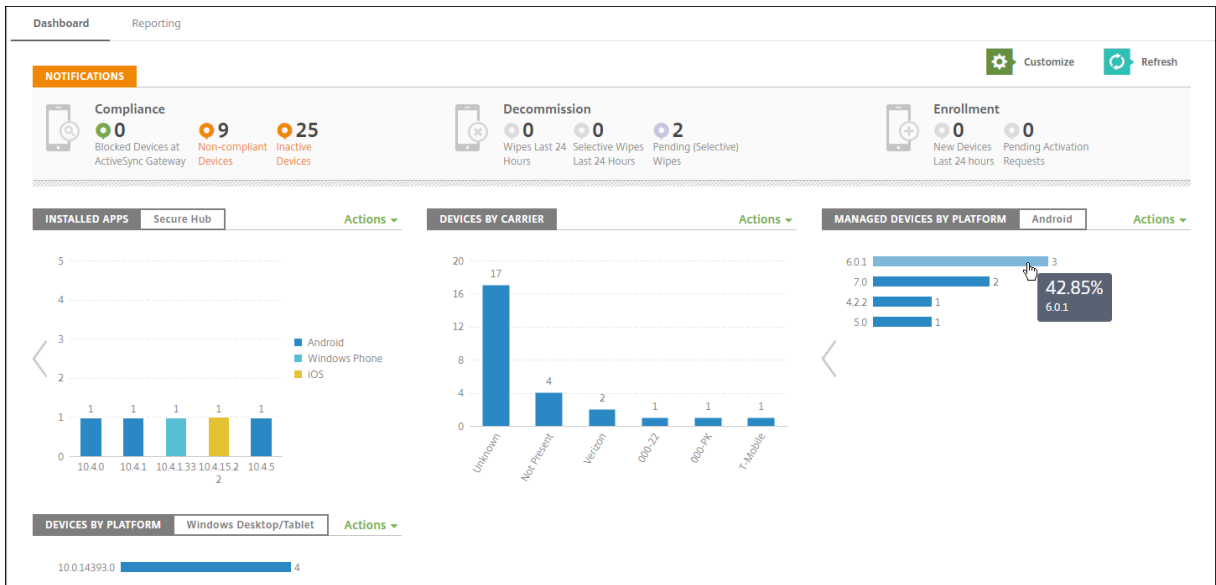 Dashboard Reporting
Customize Refresh
NOTIFICATIONS
Compliance
0 9 25
Blocked Devices at Non-compliant Inactive
ActiveSync Gateway Devices Devices
Decommission
0 0 2
Wipes Last 24 Selective Wipes Pending (Selective)
Hours Last 24 Hours Wipes
Enrollment
0 0
New Devices Pending Activation
Last 24 hours Requests
INSTALLED APPS Secure Hub Actions
5
4
3
2
1
0
1 1 1 1 1
10.4.0 10.4.1 10.4.1.33 10.4.15.2 10.4.5
2
Android
Windows Phone
iOS
DEVICES BY CARRIER Actions
20
16
12
8
4
0
17 4 2 1 1 1
Unknown Not Present Verizon 000-22 000-PK T-Mobile
MANAGED DEVICES BY PLATFORM Android Actions
6.0.1 3
7.0 2
4.2.2 1
5.0 1
42.85%
6.0.1
DEVICES BY PLATFORM Windows Desktop/Tablet Actions
10.0.14393.0 4